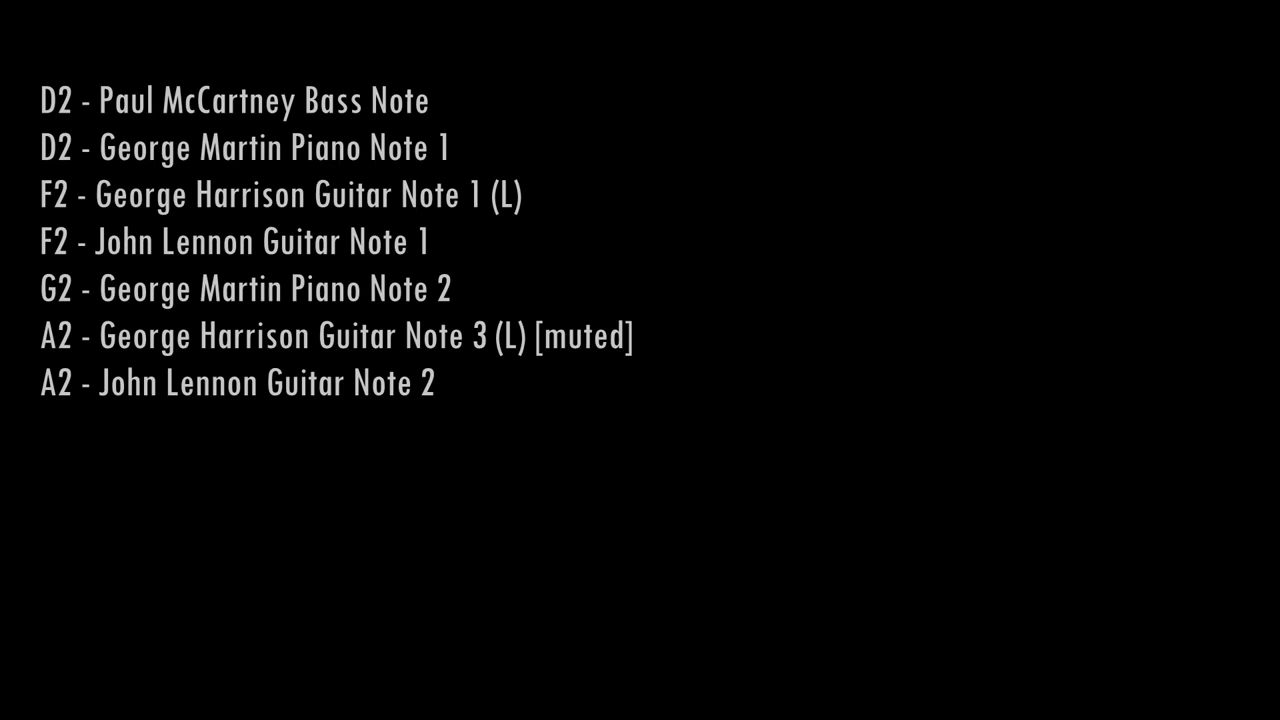 D2 - Paul McCartney Bass Note
D2 - George Martin Piano Note 1
F2 - George Harrison Guitar Note 1 (L)
F2 - John Lennon Guitar Note 1
G2 - George Martin Piano Note 2
A2 - George Harrison Guitar Note 3 (L) [muted]
A2 - John Lennon Guitar Note 2